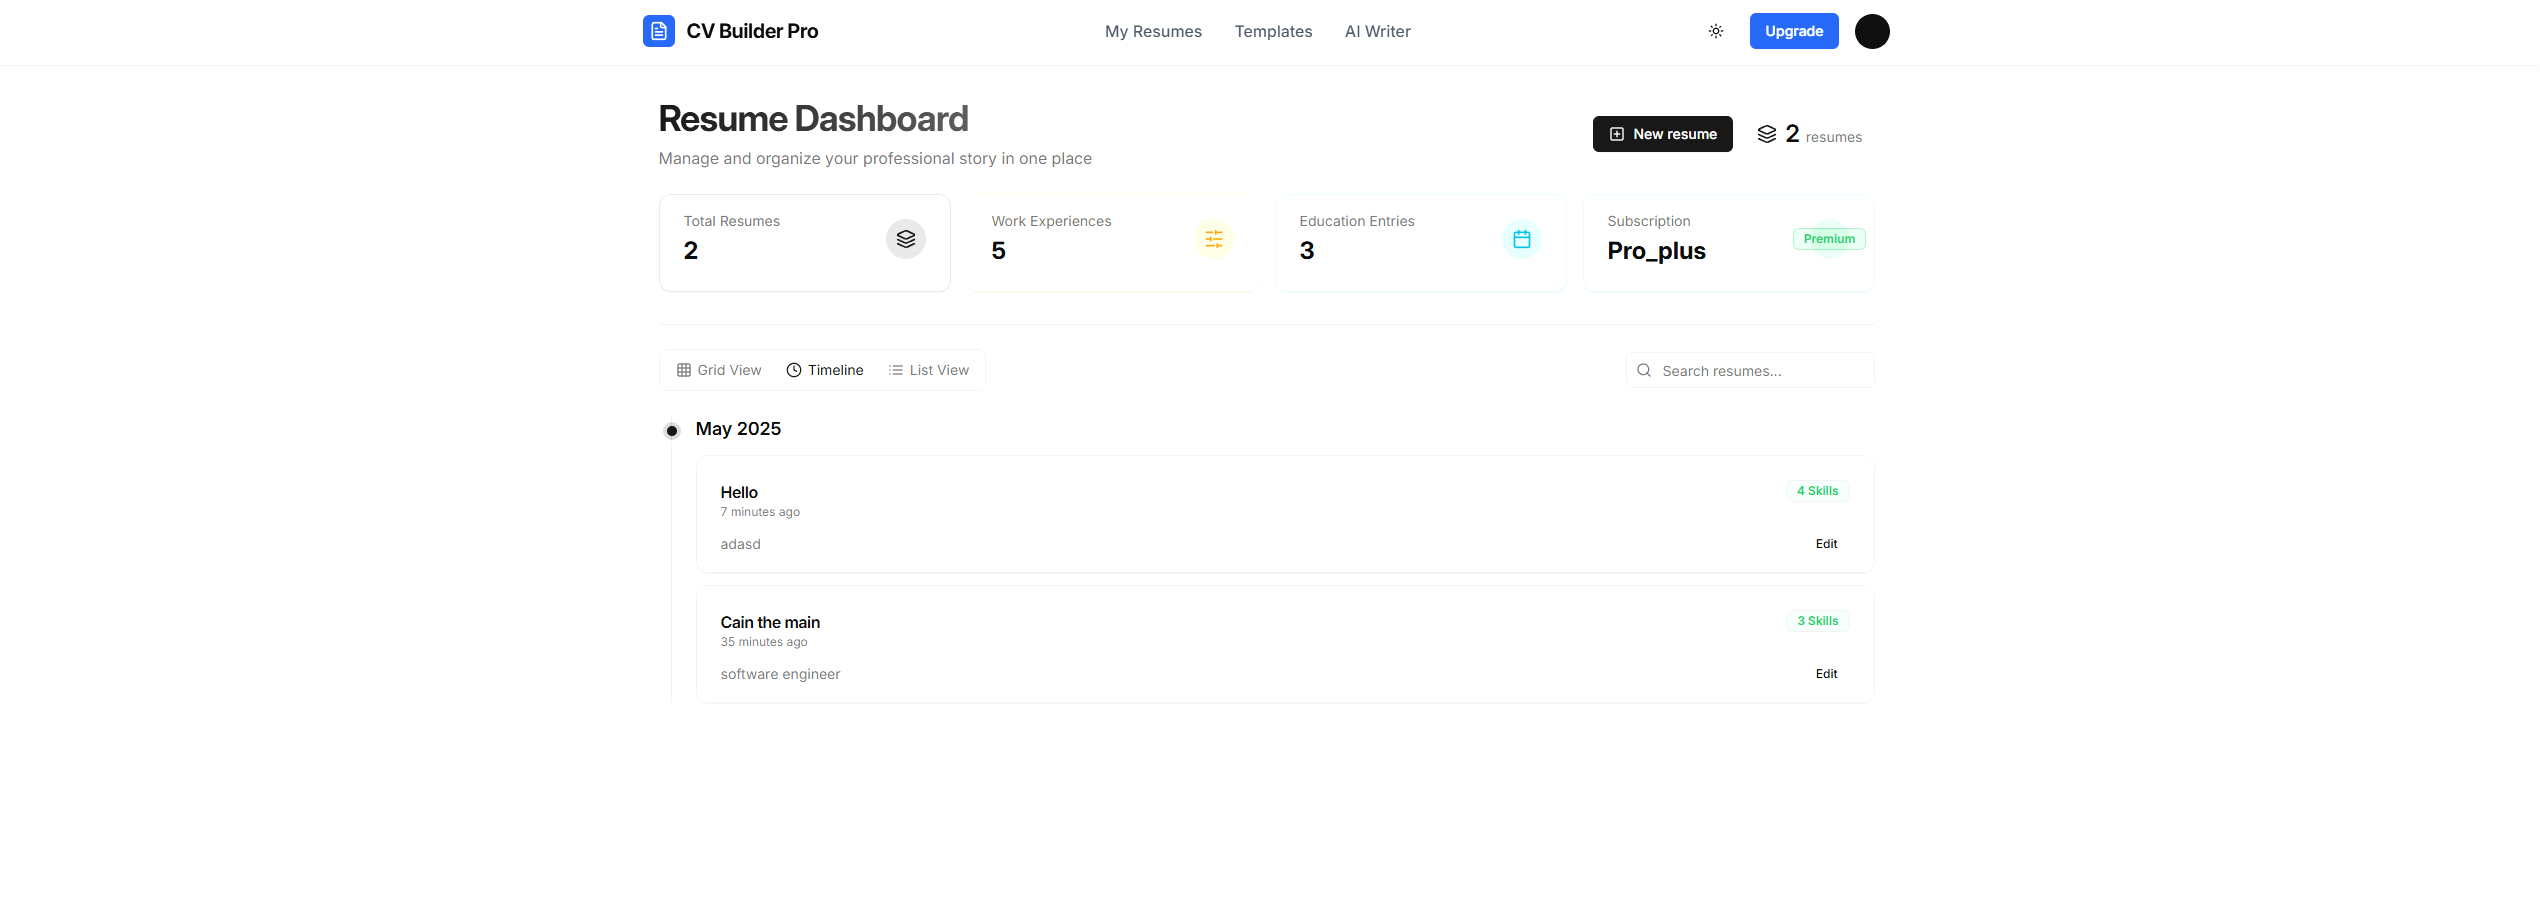 CV Builder Pro
My Resumes Templates AI Writer
Upgrade
Resume Dashboard
Manage and organize your professional story in one place
New resume
2 resumes
Total Resumes
2
Work Experiences
5
Education Entries
3
Subscription
Pro_plus
Premium
Grid View Timeline List View
Search resumes...
May 2025
Hello
4 Skills
7 minutes ago
adasd
Edit
Cain the main
3 Skills
35 minutes ago
software engineer
Edit